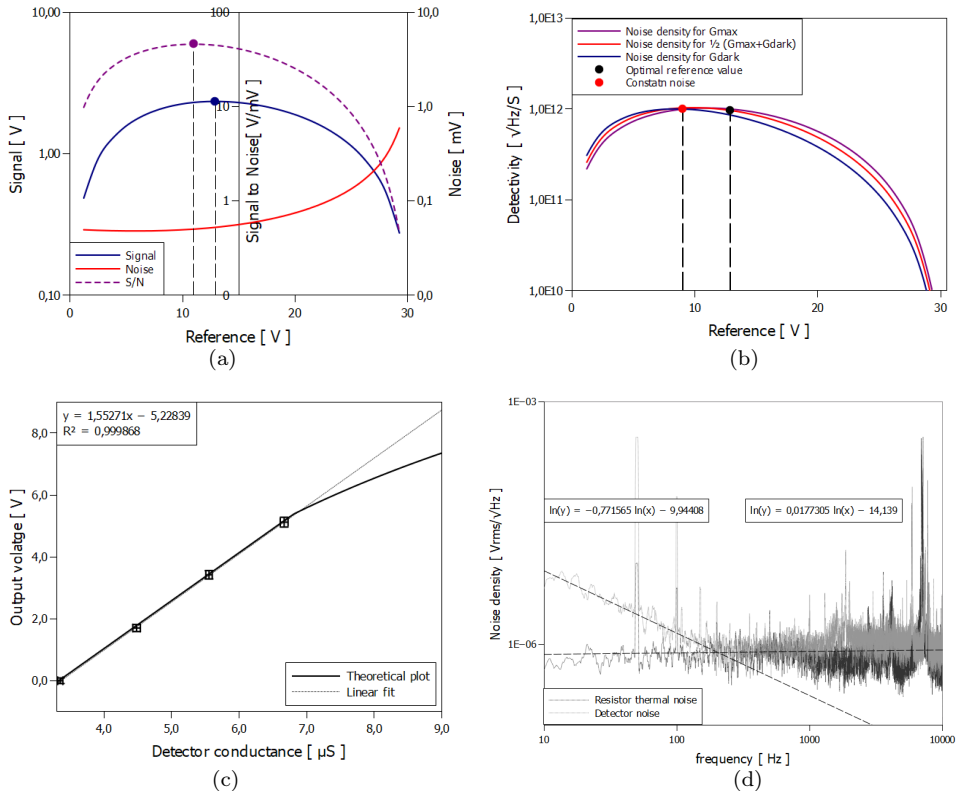 10,00
1,00
0,10
Signal [ V ]
100
10
1
0
Signal to Noise[ V/mV ]
10,0
1,0
0,1
0,0
Noise [ mV ]
Signal
Noise
S/N
0 10 20 30
Reference [ V ]
(a)
1,0E13
1,0E12
1,0E11
1,0E10
Detectivity [ √Hz/S ]
Noise density for Gmax
Noise density for ½ (Gmax+Gdark)
Noise density for Gdark
Optimal reference value
Constatn noise
0 10 20 30
Reference [ V ]
(b)
y = 1,55271x − 5,22839
R² = 0,999868
8,0
6,0
4,0
2,0
0,0
Output volatge [ V ]
Theoretical plot
Linear fit
4,0 5,0 6,0 7,0 8,0 9,0
Detector conductance [ µS ]
(c)
1E−03
1E−06
Noise density [ Vrms/√Hz ]
ln(y) = −0,771565 ln(x) − 9,94408
ln(y) = 0,0177305 ln(x) − 14,139
Resistor thermal noise
Detector noise
10 100 1000 10000
frequency [ Hz ]
(d)